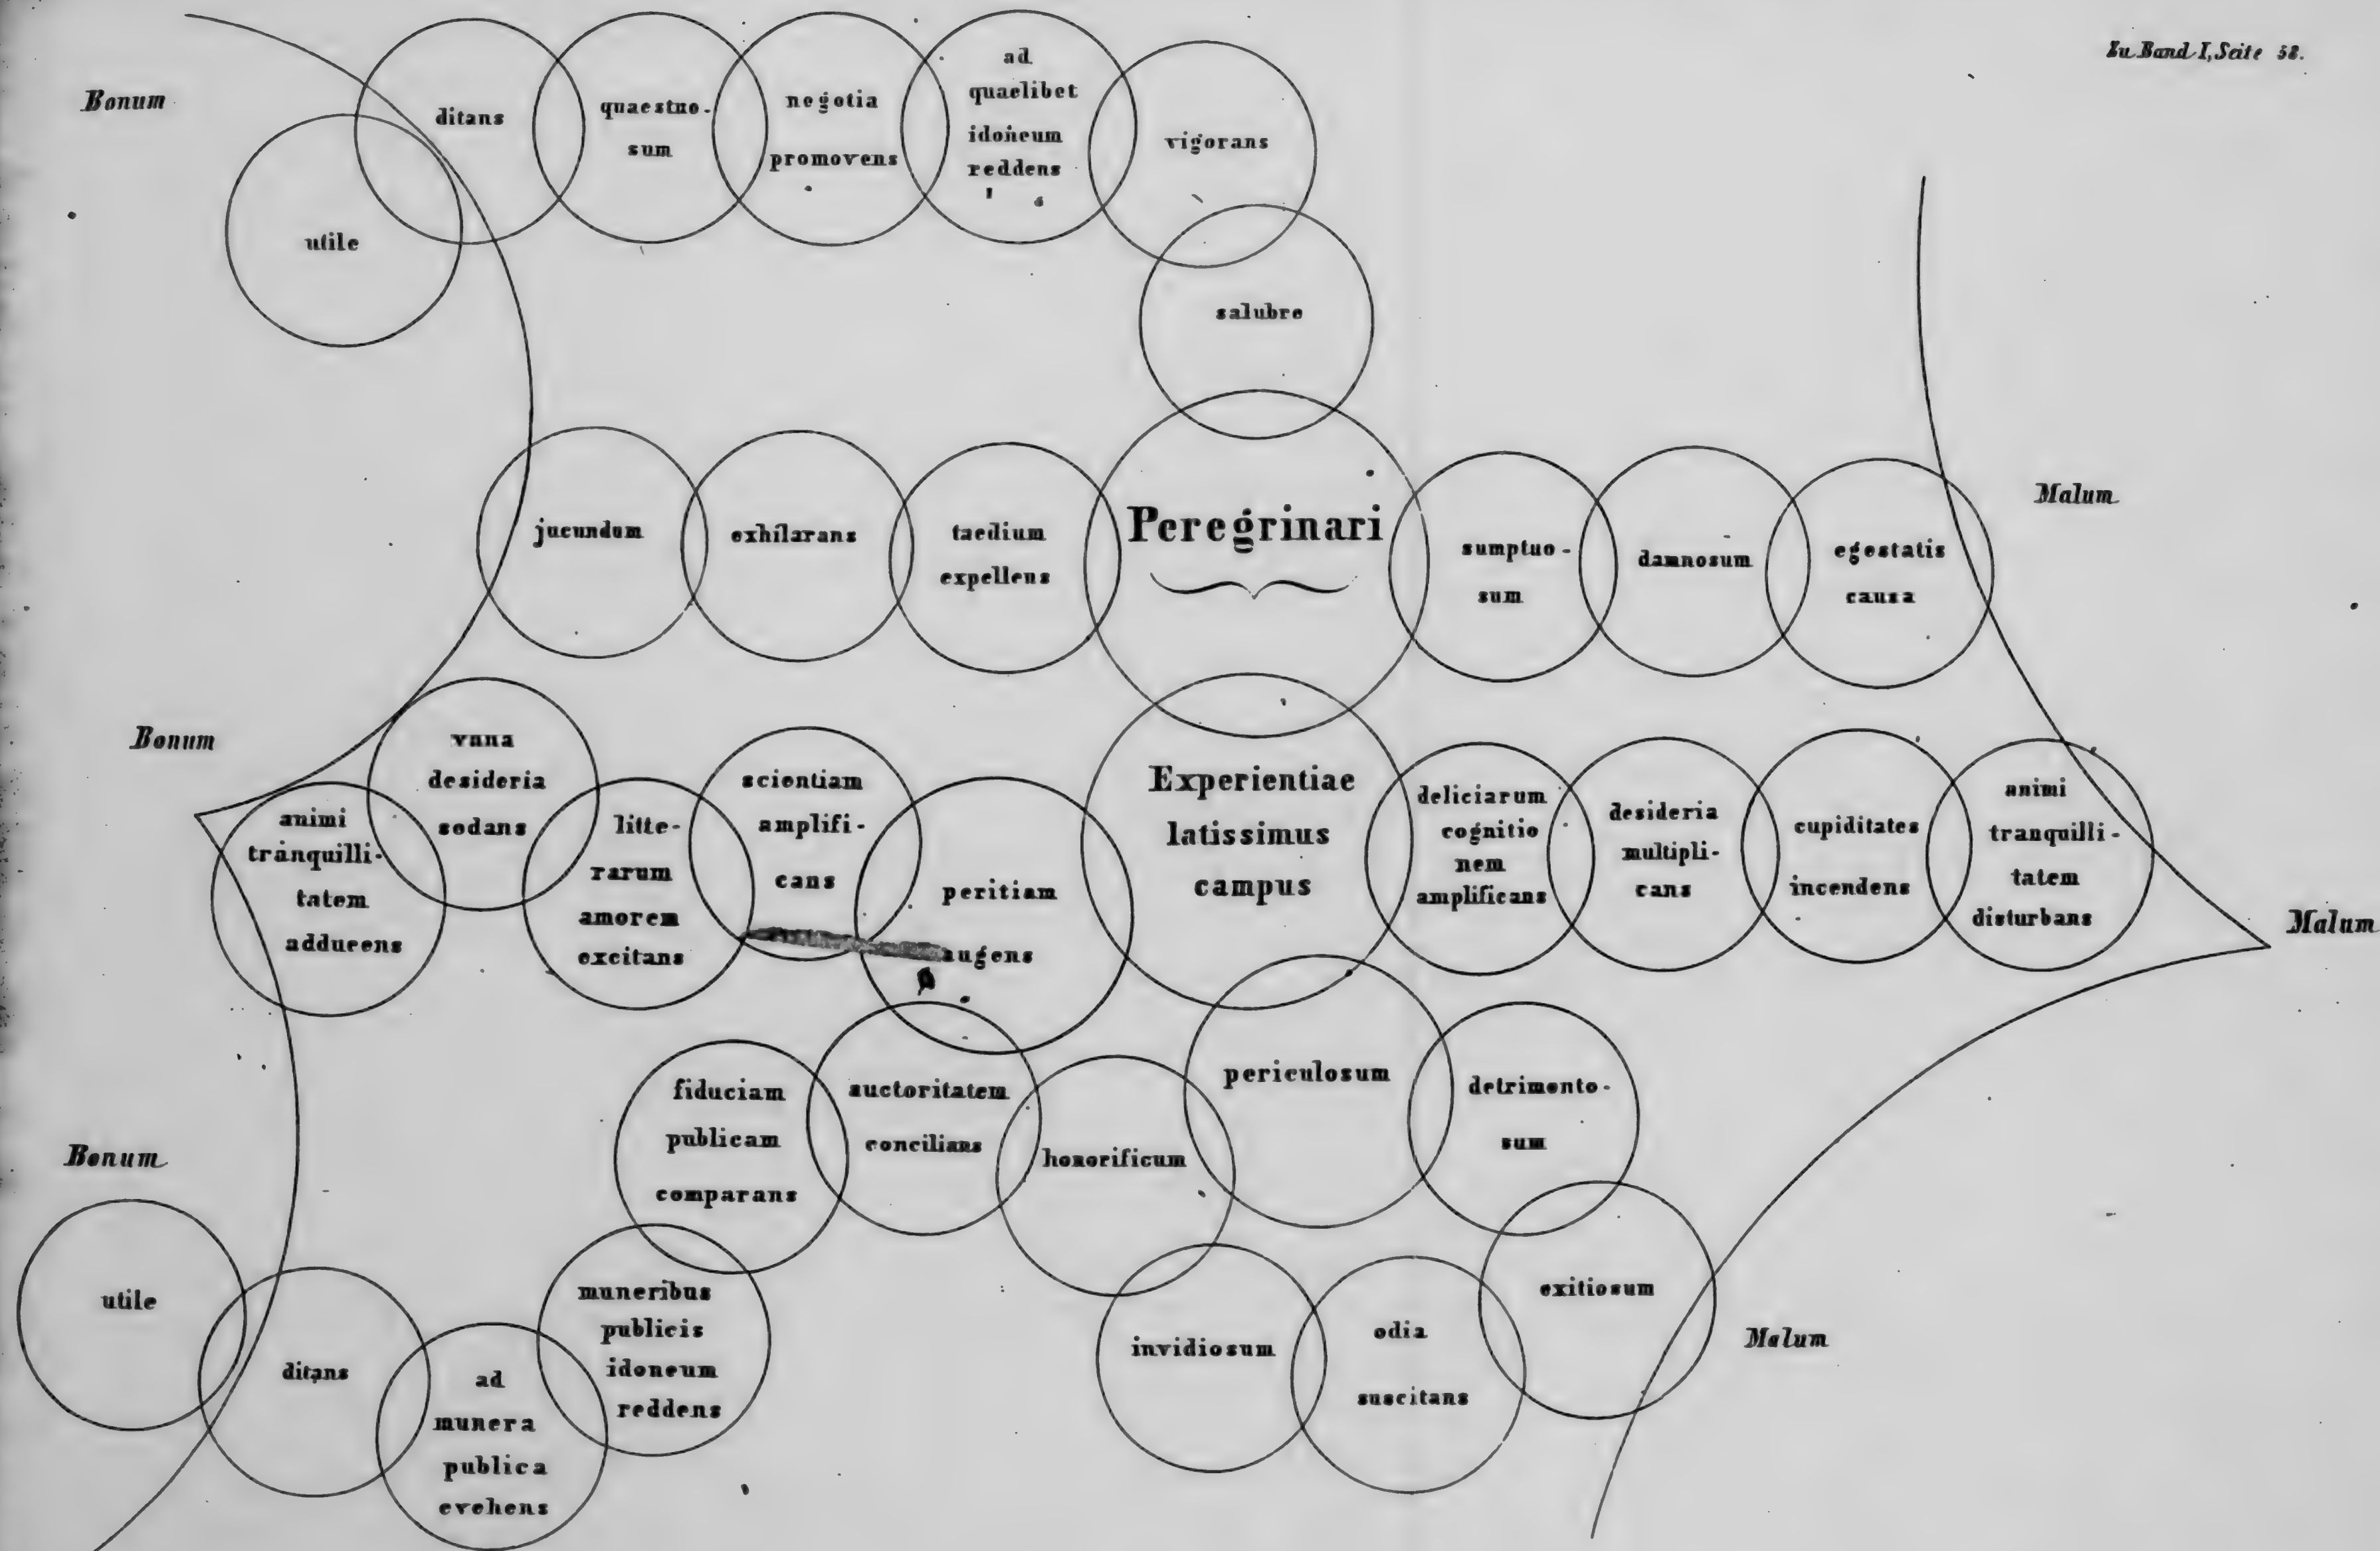 Zu Band I, Seite 58.
Bonum
ditans
quaestuo-
sum
negotia
promovens
ad
quaelibet
idoneum
reddens
vigorans
utile
salubre
Malum
jucundum
exhilarans
taedium
expellens
Peregrinari
sumptuo-
sum
damnosum
egestatis
causa
Bonum
vana
desideria
sedans
animi
tranquilli-
tatem
adducens
litte-
rarum
amorem
excitans
scientiam
amplifi-
cans
peritiam
augens
Experientiae
latissimus
campus
deliciarum
cognitio
nem
amplificans
desideria
multipli-
cans
cupiditates
incendens
animi
tranquilli-
tatem
disturbans
Malum
fiduciam
publicam
comparans
auctoritatem
concilians
honorificum
periculosum
detrimento-
sum
Bonum
utile
ditans
ad
munera
publica
evehens
muneribus
publicis
idoneum
reddens
invidiosum
odia
suscitans
exitiosum
Malum